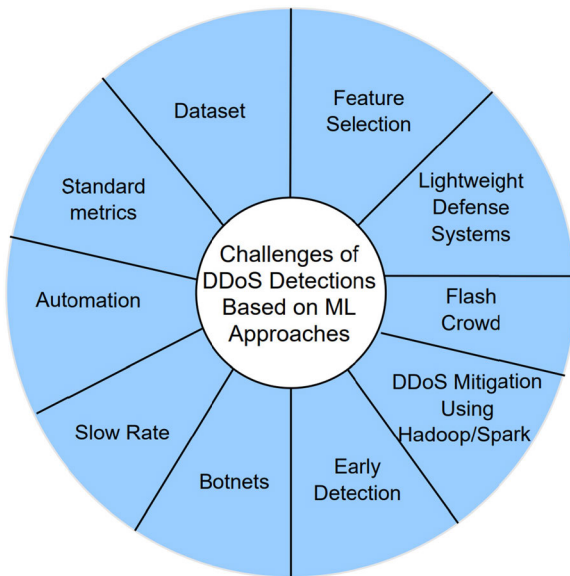 Challenges of
DDoS Detections
Based on ML
Approaches
Feature
Selection
Lightweight
Defense
Systems
Flash
Crowd
DDoS Mitigation
Using
Hadoop/Spark
Early
Detection
Botnets
Slow Rate
Automation
Standard
metrics
Dataset